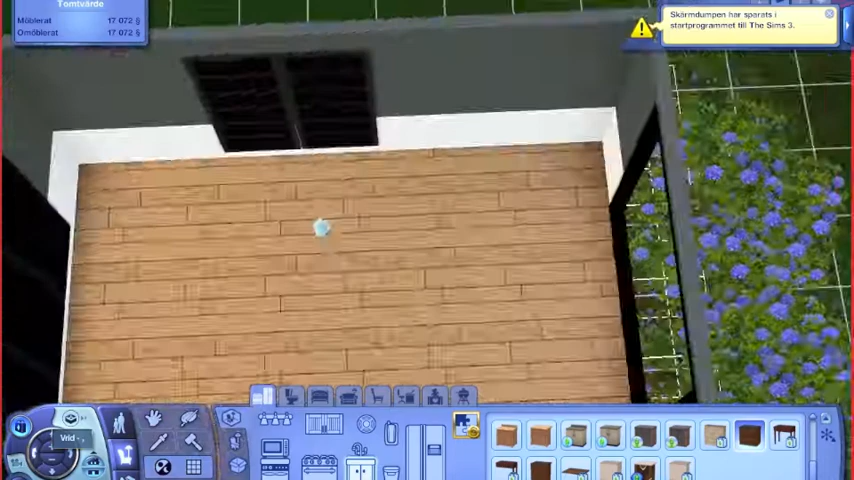 Tomtvärde
Möblerat 17 072 §
Omöblerat 17 072 §
Skärmdumpen har sparats i
startprogrammet till The Sims 3.
Vrid